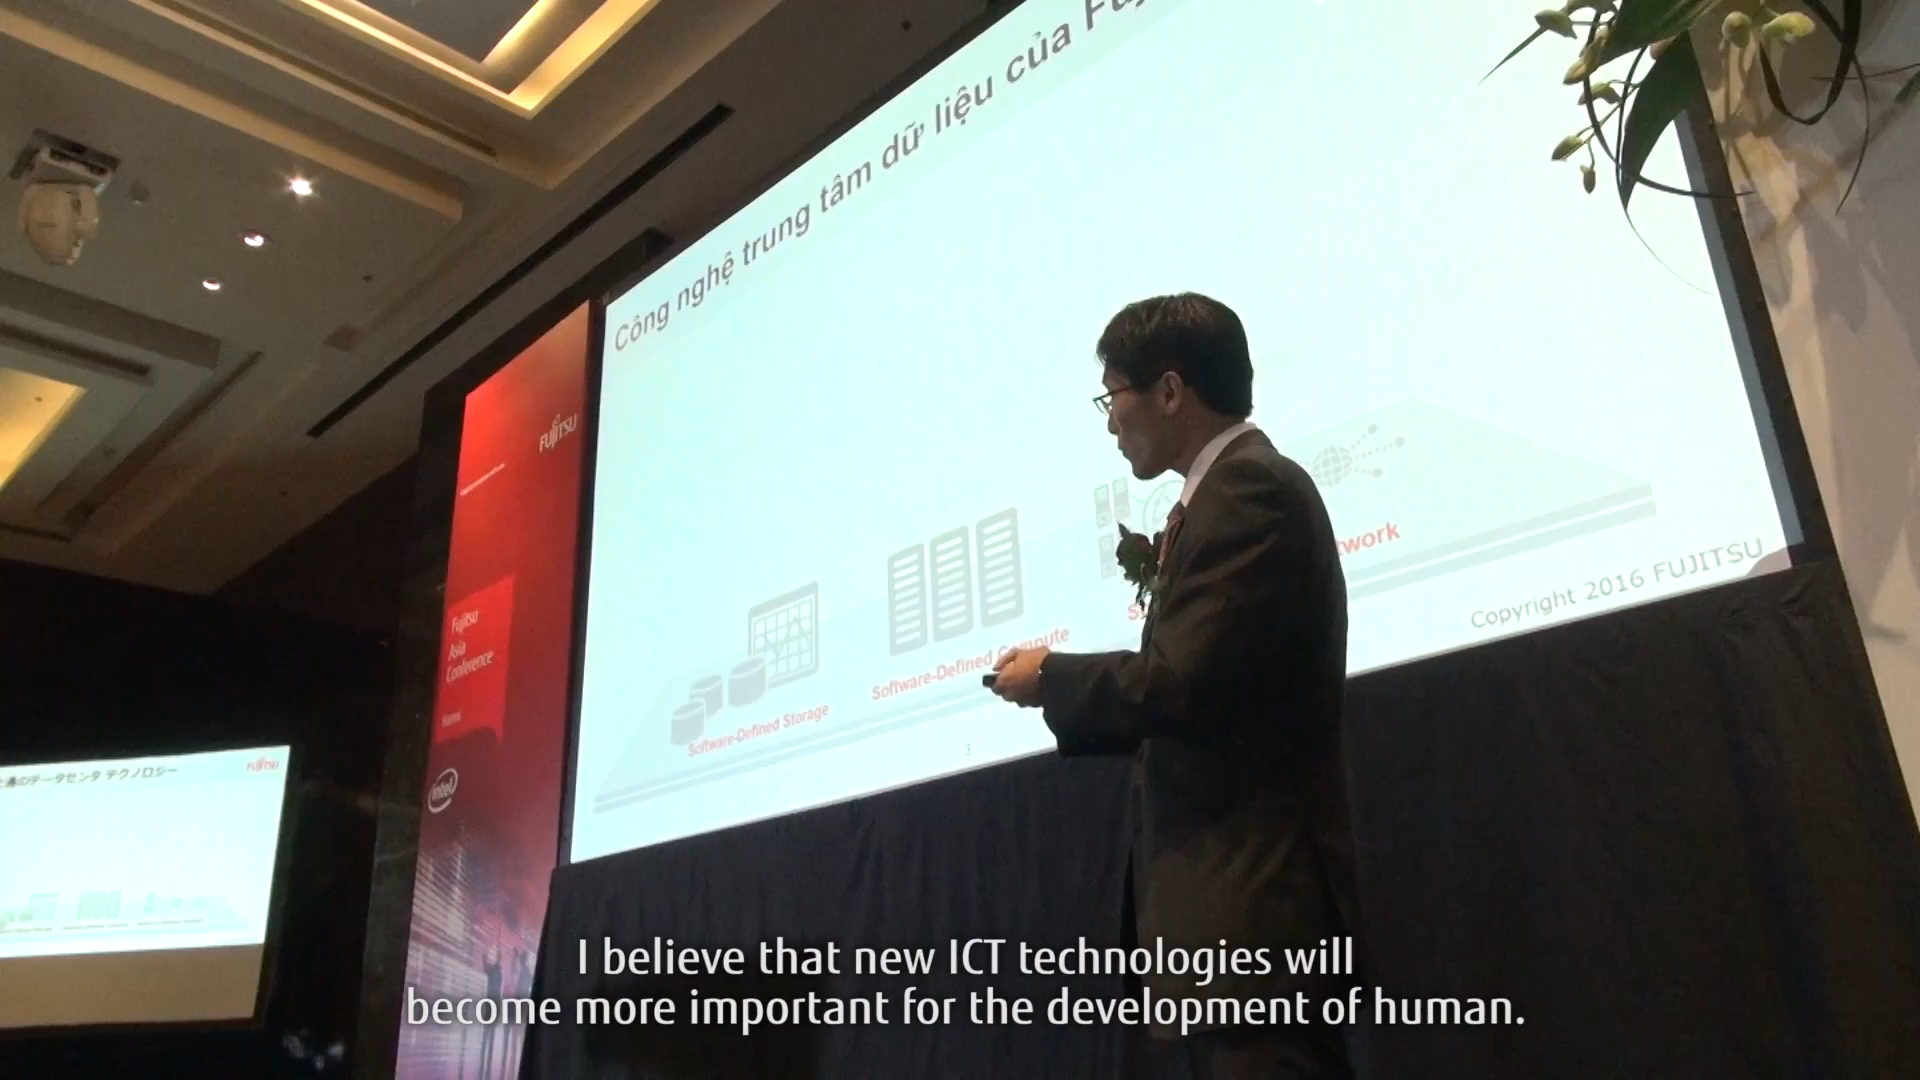 Công nghệ trung tâm dữ liệu của
FUJITSU
Software-Defined Storage
Software-Defined Compute
Copyright 2016 FUJITSU
3
Fujitsu
Asia
Conference
Hanoi
intel
FUJITSU
のデータセンタ テクノロジー
I believe that new ICT technologies will
become more important for the development of human.